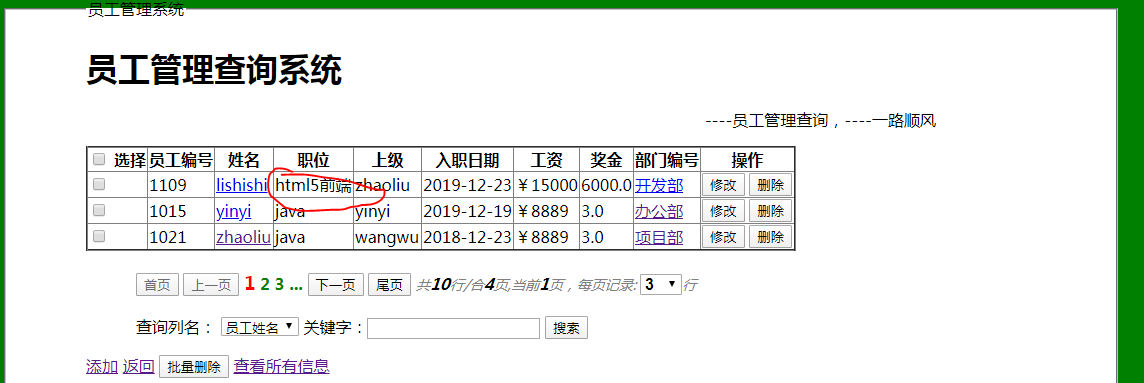 员工管理系统
员工管理查询系统
----员工管理查询，----一路顺风
选择 员工编号 姓名 职位 上级 入职日期 工资 奖金 部门编号 操作
1109 lishishi html5前端 zhaoliu 2019-12-23 ￥15000 6000.0 开发部 修改 删除
1015 yinyi java yinyi 2019-12-19 ￥8889 3.0 办公部 修改 删除
1021 zhaoliu java wangwu 2018-12-23 ￥8889 3.0 项目部 修改 删除
首页 上一页 1 2 3 ... 下一页 尾页 共10行/合4页,当前1页，每页记录: 3 行
查询列名： 员工姓名 关键字： 搜索
添加 返回 批量删除 查看所有信息